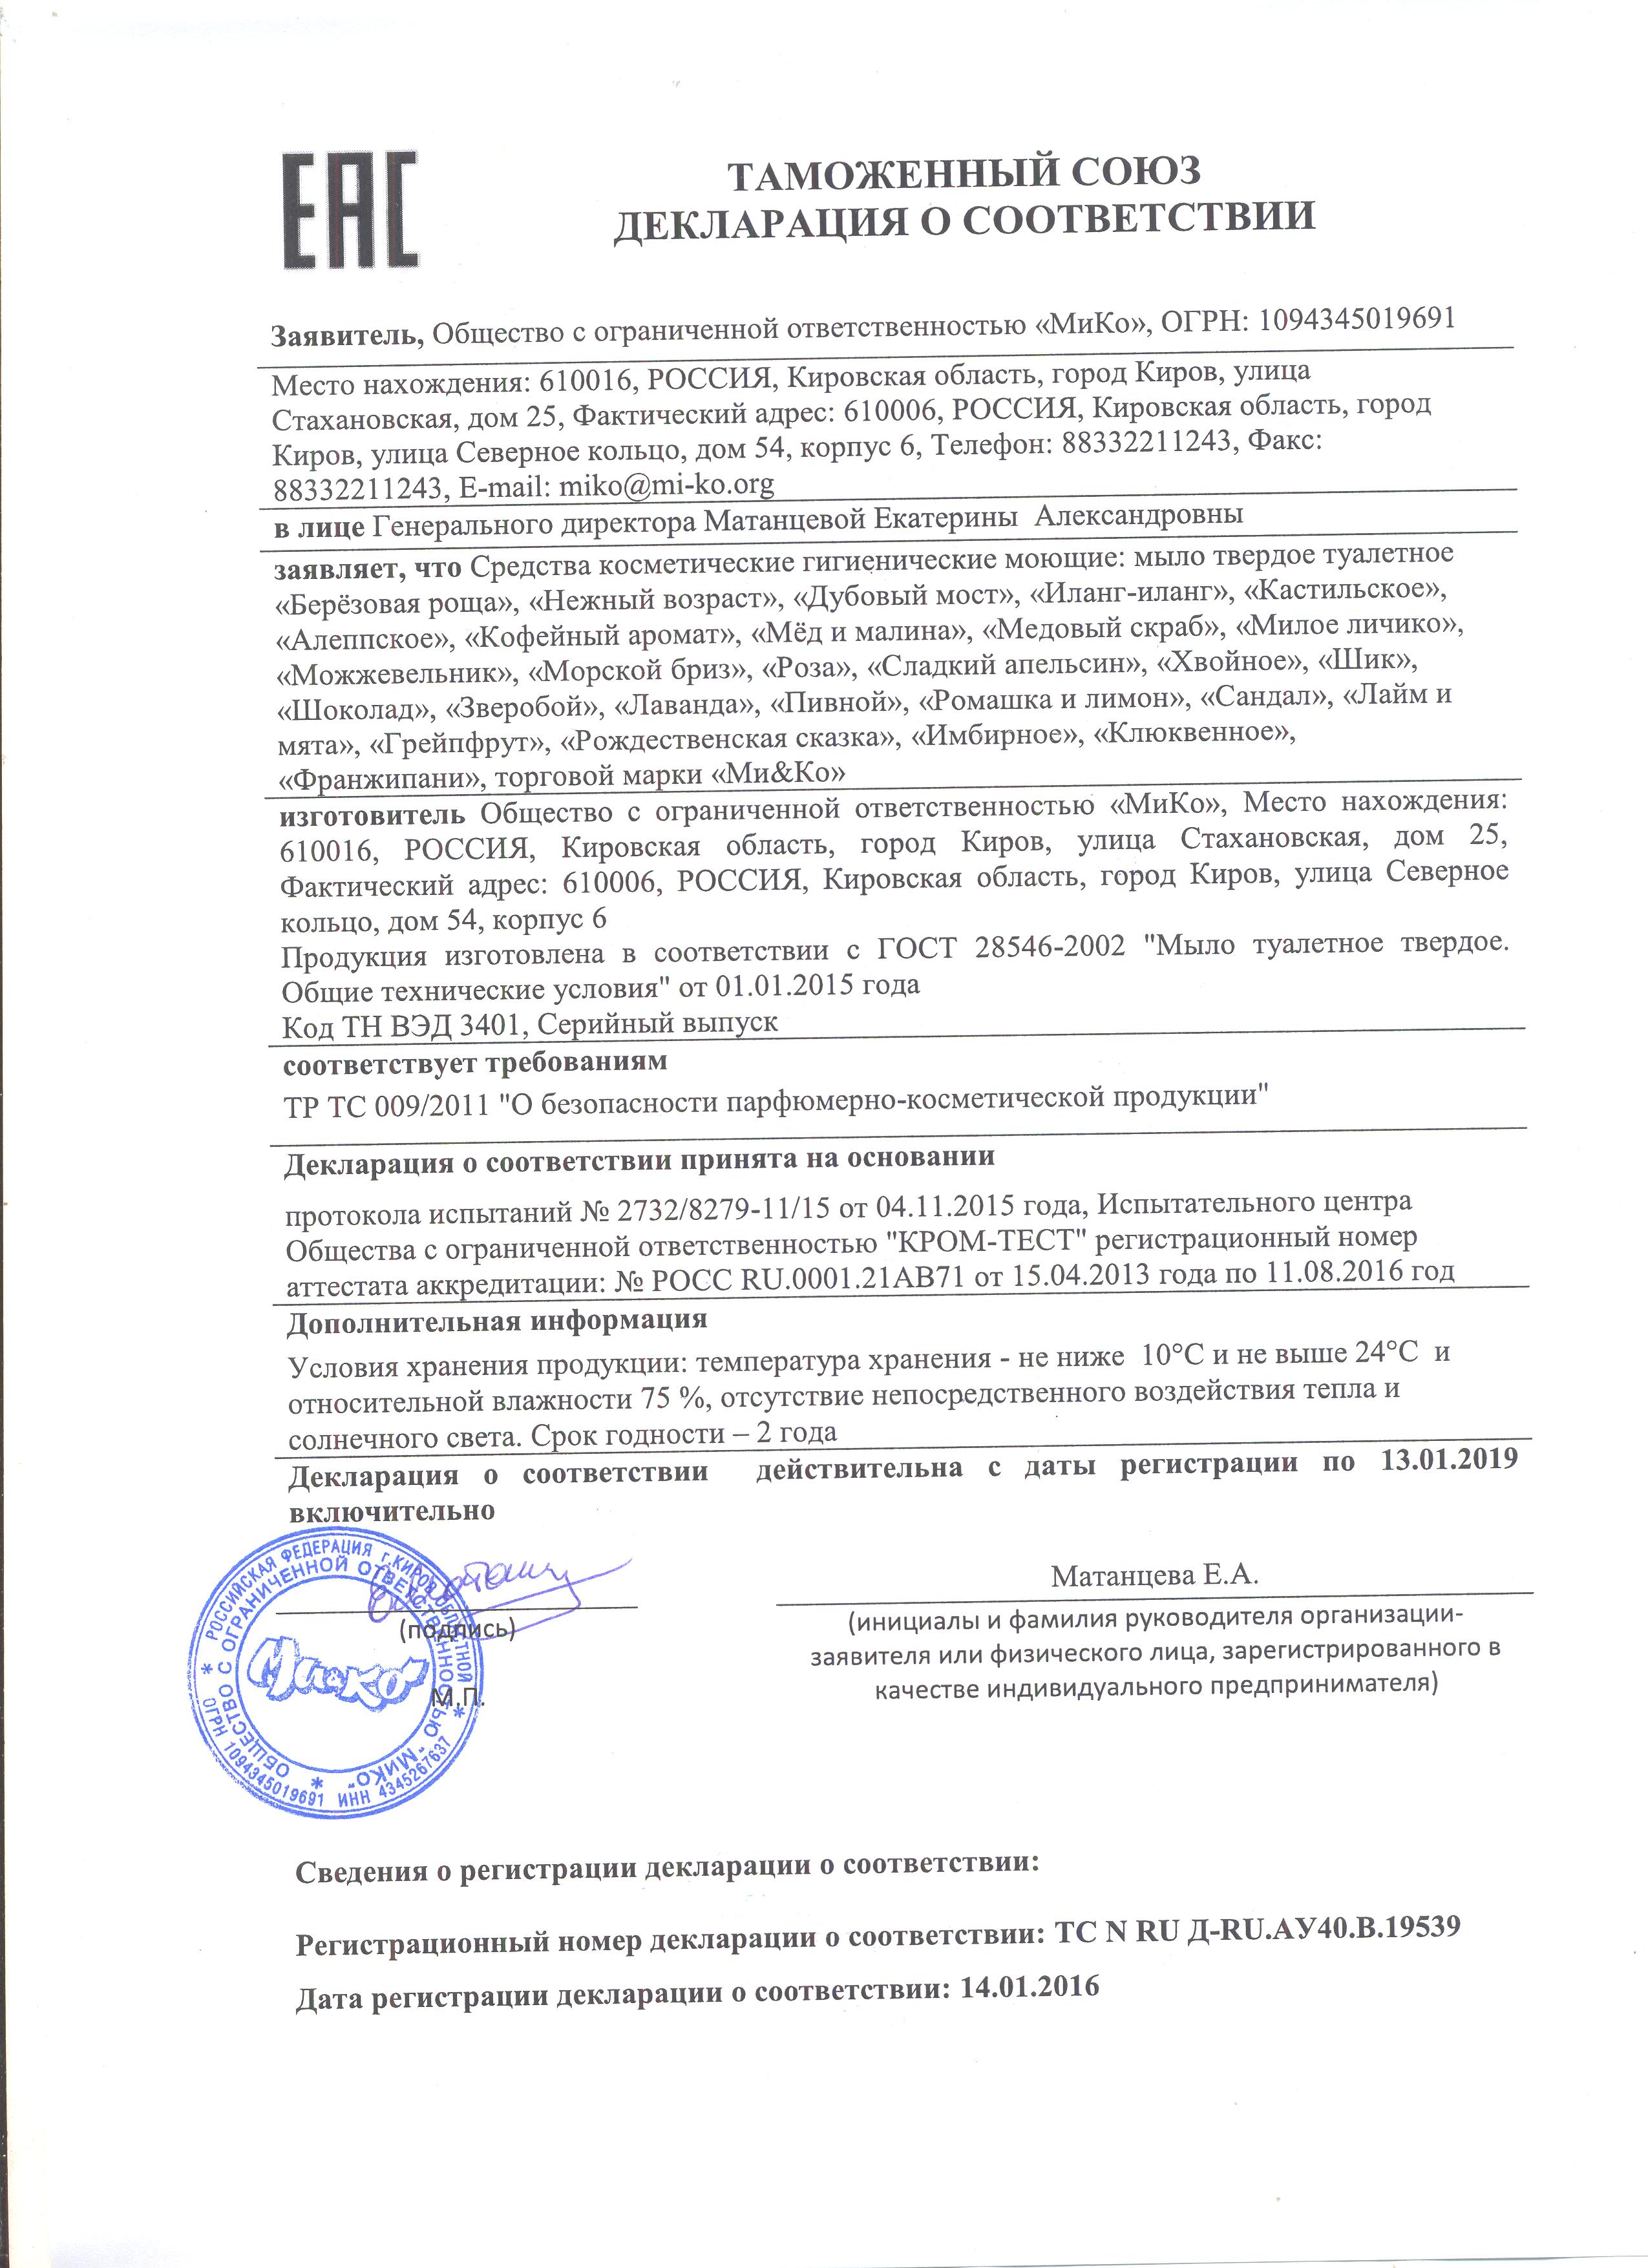 ЕАС
ТАМОЖЕННЫЙ СОЮЗ
ДЕКЛАРАЦИЯ О СООТВЕТСТВИИ
Заявитель, Общество с ограниченной ответственностью «МиКо», ОГРН: 1094345019691
Место нахождения: 610016, РОССИЯ, Кировская область, город Киров, улица
Стахановская, дом 25, Фактический адрес: 610006, РОССИЯ, Кировская область, город
Киров, улица Северное кольцо, дом 54, корпус 6, Телефон: 88332211243, Факс:
88332211243, E-mail: miko@mi-ko.org
в лице Генерального директора Матанцевой Екатерины Александровны
заявляет, что Средства косметические гигиенические моющие: мыло твердое туалетное
«Берёзовая роща», «Нежный возраст», «Дубовый мост», «Иланг-иланг», «Кастильское»,
«Алеппское», «Кофейный аромат», «Мёд и малина», «Медовый скраб», «Милое личико»,
«Можжевельник», «Морской бриз», «Роза», «Сладкий апельсин», «Хвойное», «Шик»,
«Шоколад», «Зверобой», «Лаванда», «Пивной», «Ромашка и лимон», «Сандал», «Лайм и
мята», «Грейпфрут», «Рождественская сказка», «Имбирное», «Клюквенное»,
«Франжипани», торговой марки «Ми&Ко»
изготовитель Общество с ограниченной ответственностью «МиКо», Место нахождения:
610016, РОССИЯ, Кировская область, город Киров, улица Стахановская, дом 25,
Фактический адрес: 610006, РОССИЯ, Кировская область, город Киров, улица Северное
кольцо, дом 54, корпус 6
Продукция изготовлена в соответствии с ГОСТ 28546-2002 "Мыло туалетное твердое.
Общие технические условия" от 01.01.2015 года
Код ТН ВЭД 3401, Серийный выпуск
соответствует требованиям
ТР ТС 009/2011 "О безопасности парфюмерно-косметической продукции"
Декларация о соответствии принята на основании
протокола испытаний № 2732/8279-11/15 от 04.11.2015 года, Испытательного центра
Общества с ограниченной ответственностью "КРОМ-ТЕСТ" регистрационный номер
аттестата аккредитации: № РОСС RU.0001.21АВ71 от 15.04.2013 года по 11.08.2016 год
Дополнительная информация
Условия хранения продукции: температура хранения - не ниже 10°С и не выше 24°С и
относительной влажности 75 %, отсутствие непосредственного воздействия тепла и
солнечного света. Срок годности – 2 года
Декларация о соответствии действительна с даты регистрации по 13.01.2019
включительно
Матанцева Е.А.
(подпись)
(инициалы и фамилия руководителя организации-
заявителя или физического лица, зарегистрированного в
качестве индивидуального предпринимателя)
М.П.
РОССИЙСКАЯ ФЕДЕРАЦИЯ г.КИРОВ ОБЛАСТНОЙ
ОГРН 1094345019691 ИНН 4345267637
ОБЩЕСТВО С ОГРАНИЧЕННОЙ ОТВЕТСТВЕННОСТЬЮ "МиКО"
Ми&Ко
Сведения о регистрации декларации о соответствии:
Регистрационный номер декларации о соответствии: ТС N RU Д-RU.АУ40.В.19539
Дата регистрации декларации о соответствии: 14.01.2016